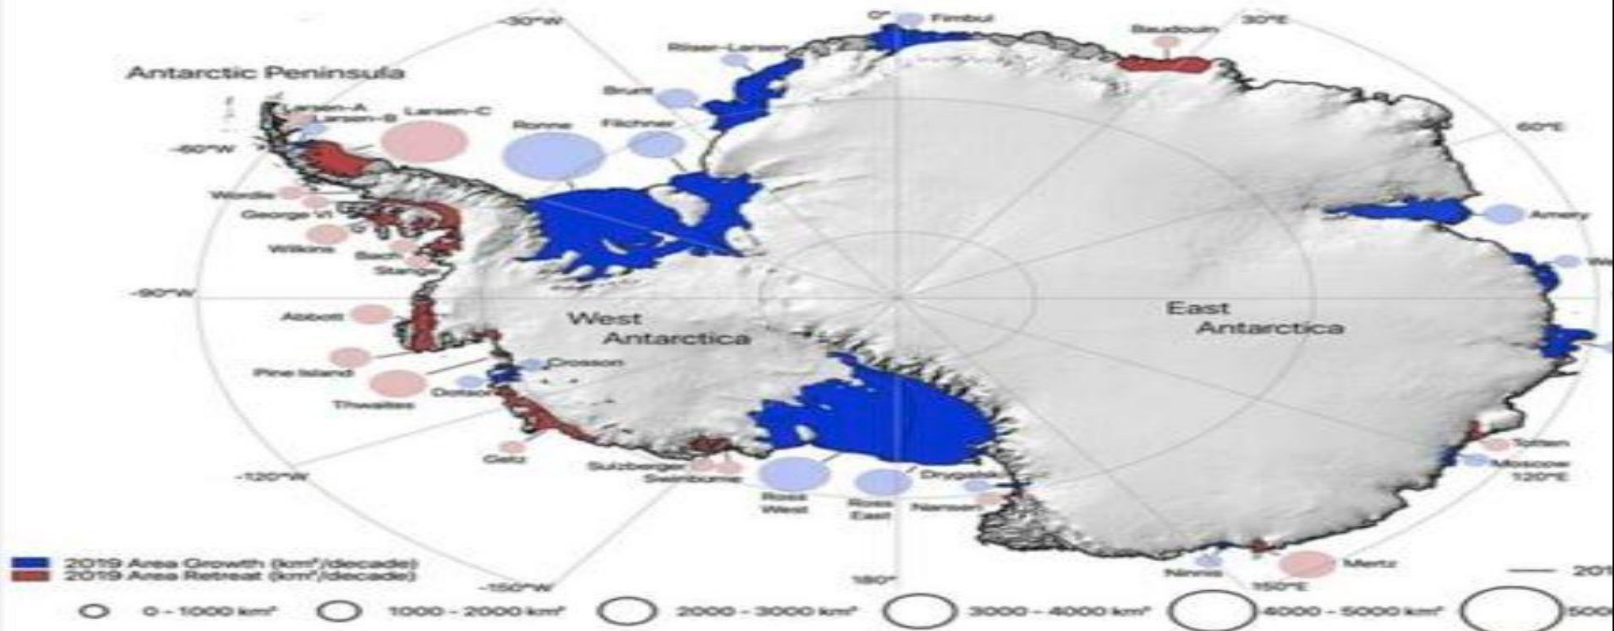 -30°W
0°
Fimbul
30°E
Baudouin
Riiser-Larsen
Antarctic Peninsula
Brunt
Larsen-A
Larsen-B
Larsen-C
Ronne
Filchner
60°E
-60°W
Wordie
George VI
Amery
Wilkins
Bach
Stange
We
-90°W
Abbott
West
Antarctica
East
Antarctica
Pine Island
Crosson
Thwaites
Dotson
Getz
Sulzberger
Swinburne
Totten
Moscow
120°E
-120°W
Ross
West
Ross
East
Drygalski
Nansen
Ninnis
Mertz
150°E
180°
-150°W
2019 Area Growth (km²/decade)
2019 Area Retreat (km²/decade)
201
0 - 1000 km²
1000 - 2000 km²
2000 - 3000 km²
3000 - 4000 km²
4000 - 5000 km²
500